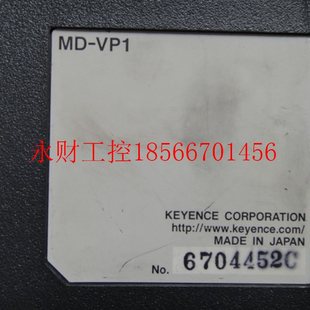 MD-VP1
永财工控18566701456
KEYENCE CORPORATION
http://www.keyence.com/
MADE IN JAPAN
No. 6704452C